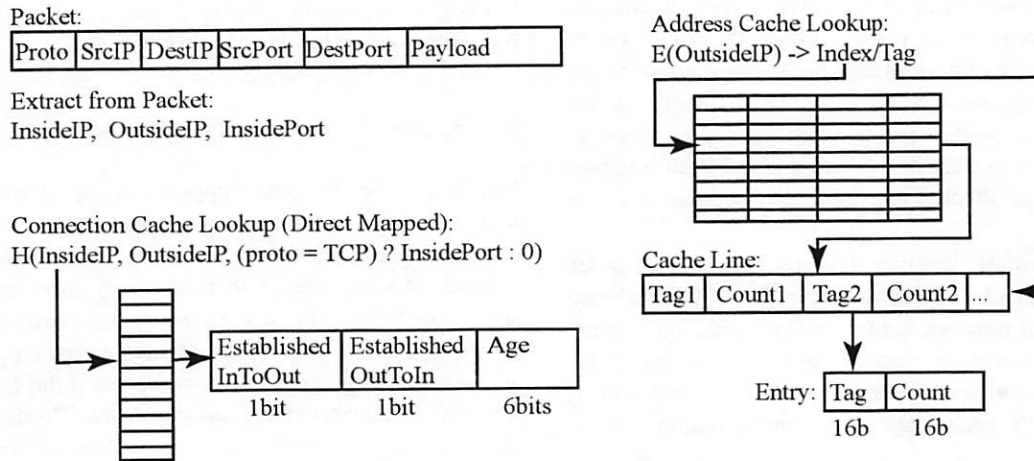 Packet:
Proto SrcIP DestIP SrcPort DestPort Payload
Extract from Packet:
InsideIP, OutsideIP, InsidePort
Connection Cache Lookup (Direct Mapped):
H(InsideIP, OutsideIP, (proto = TCP) ? InsidePort : 0)
Established Established Age
InToOut OutToIn
1bit 1bit 6bits
Address Cache Lookup:
E(OutsideIP) -> Index/Tag
Cache Line:
Tag1 Count1 Tag2 Count2 ...
Entry: Tag Count
16b 16b